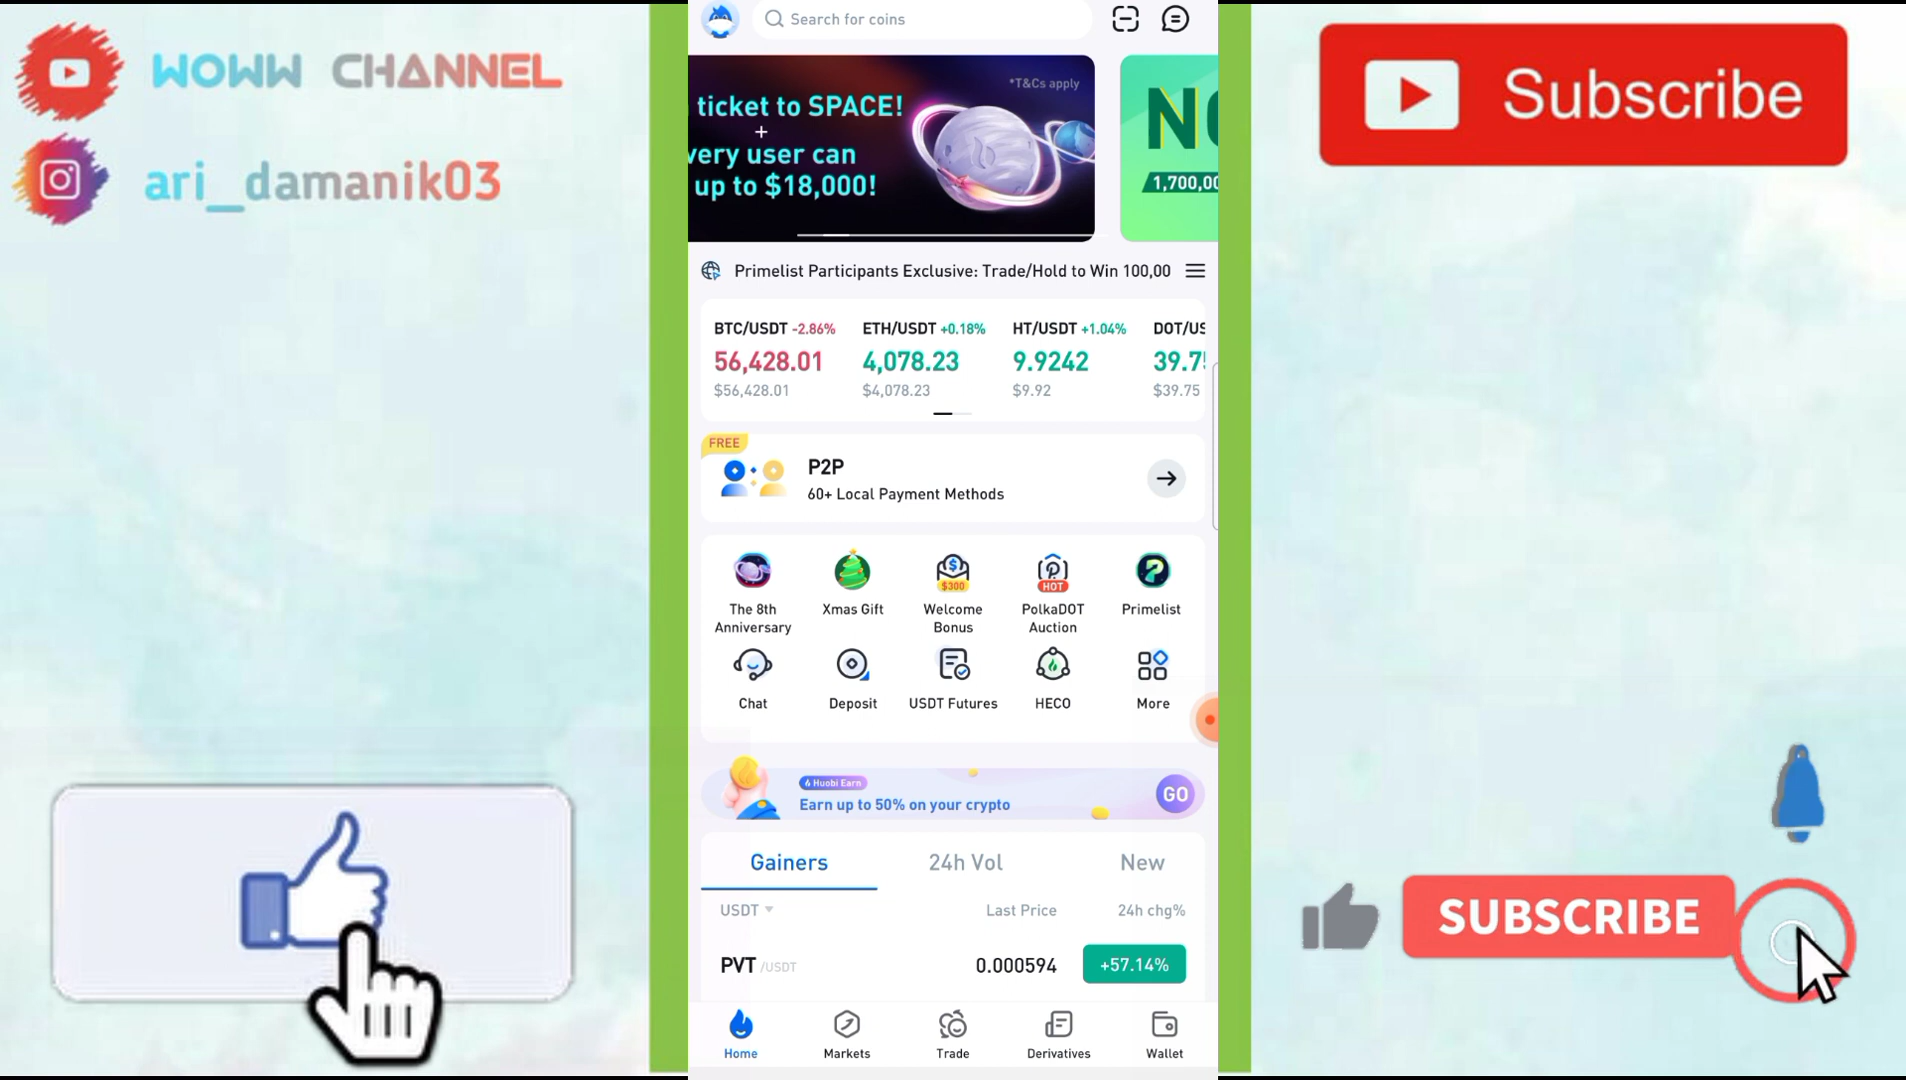 WOWW CHANNEL
ari_damanik03
Search for coins
*T&Cs apply
ticket to SPACE!
+
very user can
up to $18,000!
1,700,00
Primelist Participants Exclusive: Trade/Hold to Win 100,00
BTC/USDT -2.86%
56,428.01
$56,428.01
ETH/USDT +0.18%
4,078.23
$4,078.23
HT/USDT +1.04%
9.9242
$9.92
DOT/US
39.7
$39.75
FREE
P2P
60+ Local Payment Methods
The 8th
Anniversary
Xmas Gift
$300
Welcome
Bonus
HOT
PolkaDOT
Auction
Primelist
Chat
Deposit
USDT Futures
HECO
More
Huobi Earn
Earn up to 50% on your crypto
GO
Gainers 24h Vol New
USDT Last Price 24h chg%
PVT /USDT 0.000594 +57.14%
Home Markets Trade Derivatives Wallet
Subscribe
SUBSCRIBE